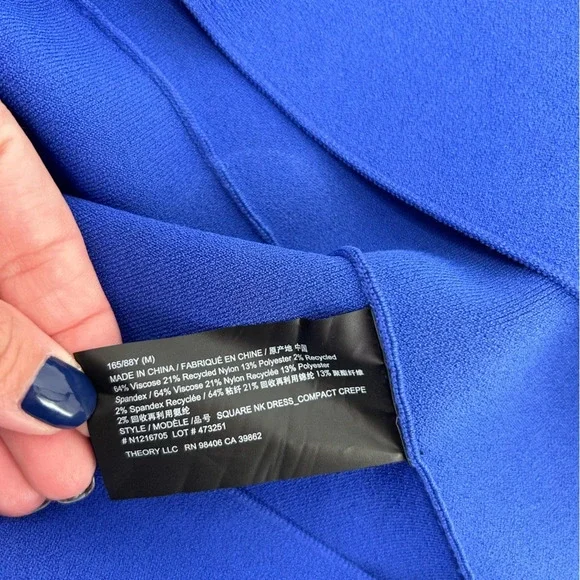 165/88Y (M)
MADE IN CHINA / FABRIQUÉ EN CHINE / 原产地 中国
64% Viscose 21% Recycled Nylon 13% Polyester 2% Recycled
Spandex / 64% Viscose 21% Nylon Recyclée 13% Polyester
2% Spandex Recyclée / 64% 粘纤 21% 回收再利用锦纶 13% 聚酯纤维
2% 回收再利用氨纶
STYLE / MODÈLE /品号 SQUARE NK DRESS_COMPACT CREPE
# N1216705 LOT # 473251
THEORY LLC RN 98406 CA 39862